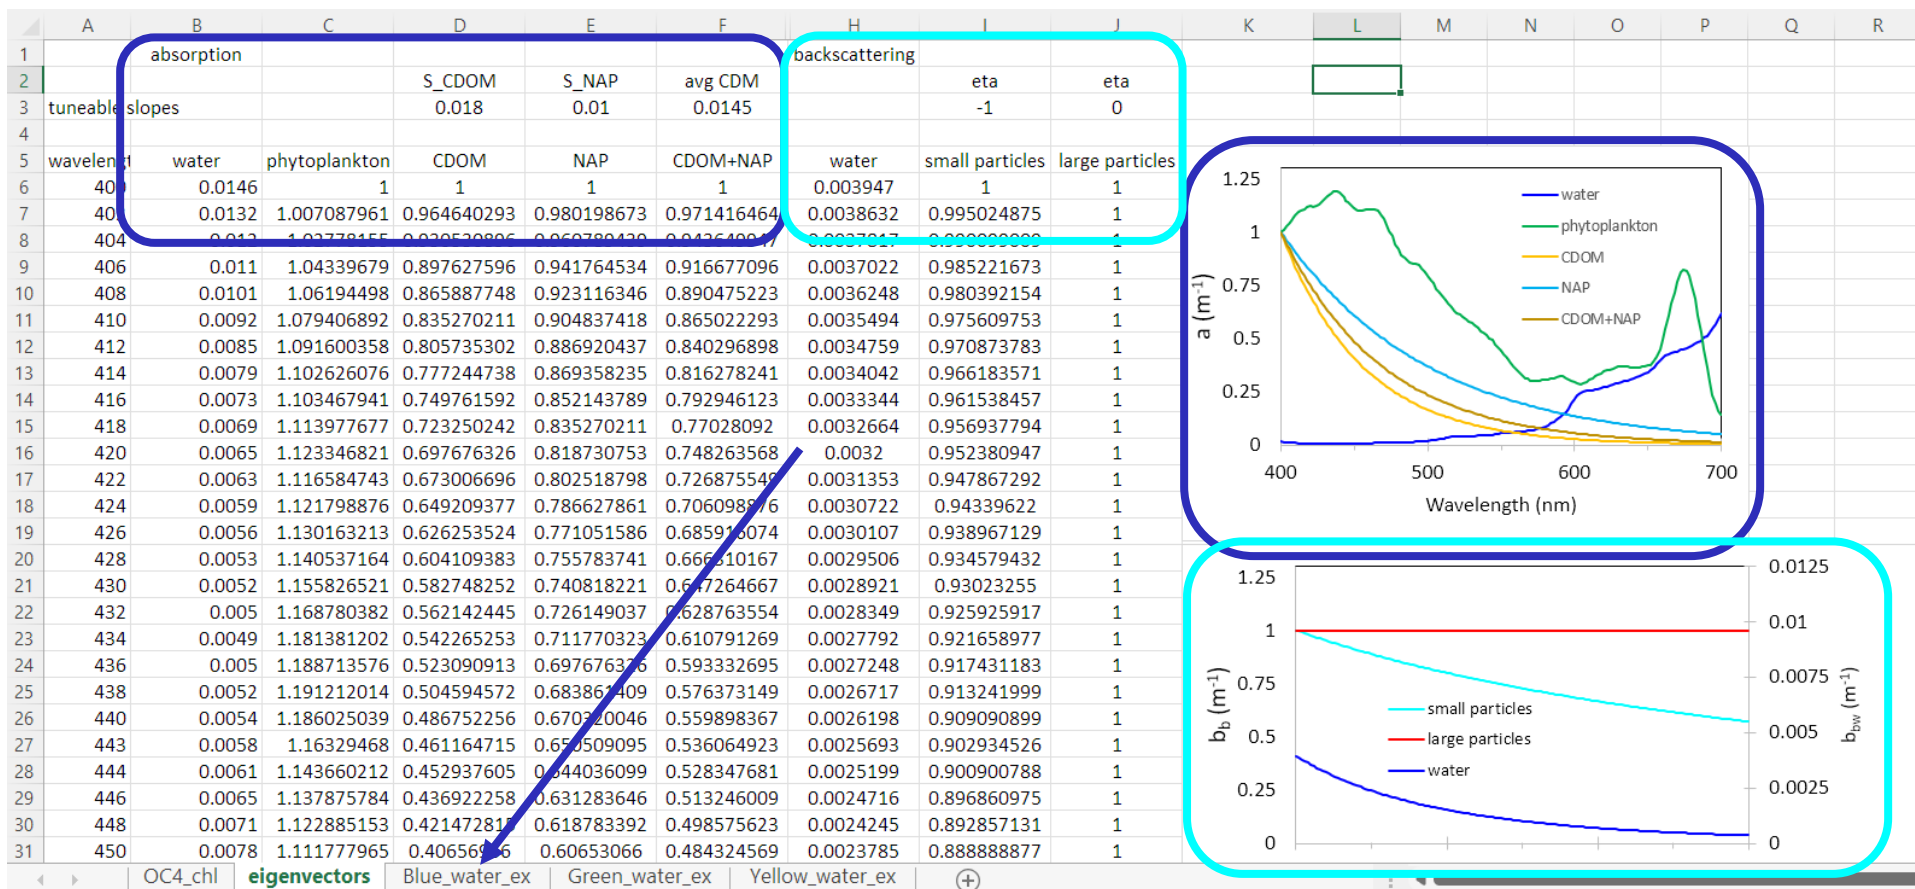 A B C D E F G H I J K L M N O P Q R
1 absorption backscattering
2 S_CDOM S_NAP avg CDM eta eta
3 tuneable slopes 0.018 0.01 0.0145 -1 0
4
5 wavelengt water phytoplankton CDOM NAP CDOM+NAP water small particles large particles
6 400 0.0146 1 1 1 1 0.003947 1 1
7 402 0.0132 1.007087961 0.964640293 0.980198673 0.971416464 0.0038632 0.995024875 1
8 404 0.012 1
9 406 0.011 1.04339679 0.897627596 0.941764534 0.916677096 0.0037022 0.985221673 1
10 408 0.0101 1.06194498 0.865887748 0.923116346 0.890475223 0.0036248 0.980392154 1
11 410 0.0092 1.079406892 0.835270211 0.904837418 0.865022293 0.0035494 0.975609753 1
12 412 0.0085 1.091600358 0.805735302 0.886920437 0.840296898 0.0034759 0.970873783 1
13 414 0.0079 1.102626076 0.777244738 0.869358235 0.816278241 0.0034042 0.966183571 1
14 416 0.0073 1.103467941 0.749761592 0.852143789 0.792946123 0.0033344 0.961538457 1
15 418 0.0069 1.113977677 0.723250242 0.835270211 0.77028092 0.0032664 0.956937794 1
16 420 0.0065 1.123346821 0.697676326 0.818730753 0.748263568 0.0032 0.952380947 1
17 422 0.0063 1.116584743 0.673006696 0.802518798 0.726875549 0.0031353 0.947867292 1
18 424 0.0059 1.121798876 0.649209377 0.786627861 0.0030722 0.94339622 1
19 426 0.0056 1.130163213 0.626253524 0.771051586 0.0030107 0.938967129 1
20 428 0.0053 1.140537164 0.604109383 0.755783741 0.0029506 0.934579432 1
21 430 0.0052 1.155826521 0.582748252 0.740818221 0.647264667 0.0028921 0.93023255 1
22 432 0.005 1.168780382 0.562142445 0.726149037 0.628763554 0.0028349 0.925925917 1
23 434 0.0049 1.181381202 0.542265253 0.711770323 0.610791269 0.0027792 0.921658977 1
24 436 0.005 1.188713576 0.523090913 0.697676326 0.593332695 0.0027248 0.917431183 1
25 438 0.0052 1.191212014 0.504594572 0.683861409 0.576373149 0.0026717 0.913241999 1
26 440 0.0054 1.186025039 0.486752256 0.670320046 0.559898367 0.0026198 0.909090899 1
27 443 0.0058 1.16329468 0.461164715 0.650509095 0.536064923 0.0025693 0.902934526 1
28 444 0.0061 1.143660212 0.452937605 0.644036099 0.528347681 0.0025199 0.900900788 1
29 446 0.0065 1.137875784 0.436922258 0.631283646 0.513246009 0.0024716 0.896860975 1
30 448 0.0071 1.122885153 0.618783392 0.498575623 0.0024245 0.892857131 1
31 450 0.0078 1.111777965 0.60653066 0.484324569 0.0023785 0.888888877 1
1.25
1
0.75
0.5
0.25
0
a (m-1)
water
phytoplankton
CDOM
NAP
CDOM+NAP
400 500 600 700
Wavelength (nm)
1.25
1
0.75
0.5
0.25
0
bb (m-1)
small particles
large particles
water
0.0125
0.01
0.0075
0.005
0.0025
0
bbw (m-1)
OC4_chl eigenvectors Blue_water_ex Green_water_ex Yellow_water_ex